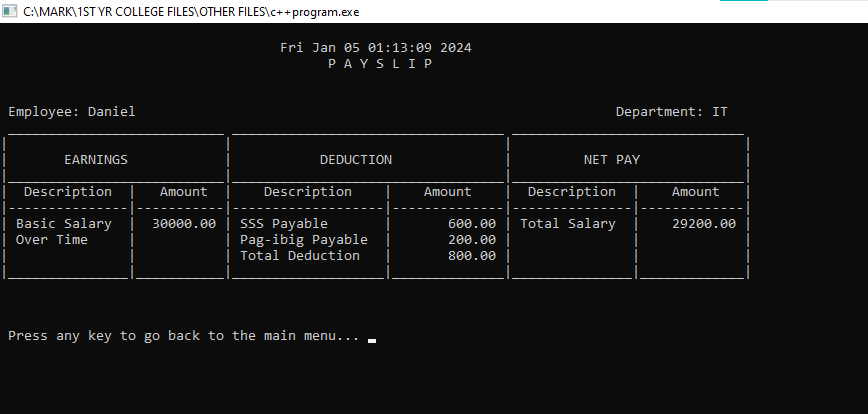 C:\MARK\1ST YR COLLEGE FILES\OTHER FILES\c++program.exe
Fri Jan 05 01:13:09 2024
P A Y S L I P
Employee: Daniel Department: IT
EARNINGS DEDUCTION NET PAY
Description | Amount | Description | Amount | Description | Amount
Basic Salary | 30000.00 | SSS Payable | 600.00 | Total Salary | 29200.00
Over Time | | Pag-ibig Payable | 200.00
Total Deduction | 800.00
Press any key to go back to the main menu...